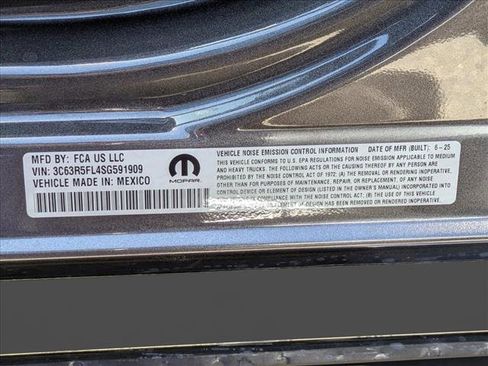 MFD BY: FCA US LLC
VIN: 3C63R5FL4SG591909
VEHICLE MADE IN: MEXICO
MOPAR
VEHICLE NOISE EMISSION CONTROL INFORMATION DATE OF MFR (BUILT): 6-25
THIS VEHICLE CONFORMS TO U.S. EPA REGULATIONS FOR NOISE EMISSION APPLICABLE TO MEDIUM
AND HEAVY TRUCKS. THE FOLLOWING ACTS OR THE CAUSING THEREOF BY ANY PERSON ARE
PROHIBITED BY THE NOISE CONTROL ACT OF 1972: (A) THE REMOVAL OR RENDERING INOPERATIVE,
OTHER THAN FOR PURPOSES OF MAINTENANCE, REPAIR, OR REPLACEMENT, OF ANY NOISE CONTROL
DEVICE OR ELEMENT OF DESIGN (LISTED IN THE OWNER'S MANUAL) INCORPORATED INTO THIS VEHICLE
IN COMPLIANCE WITH THE NOISE CONTROL ACT; (B) THE USE OF THIS VEHICLE
DESIGN HAS BEEN REMOVED OR RENDERED INOPERATIVE.